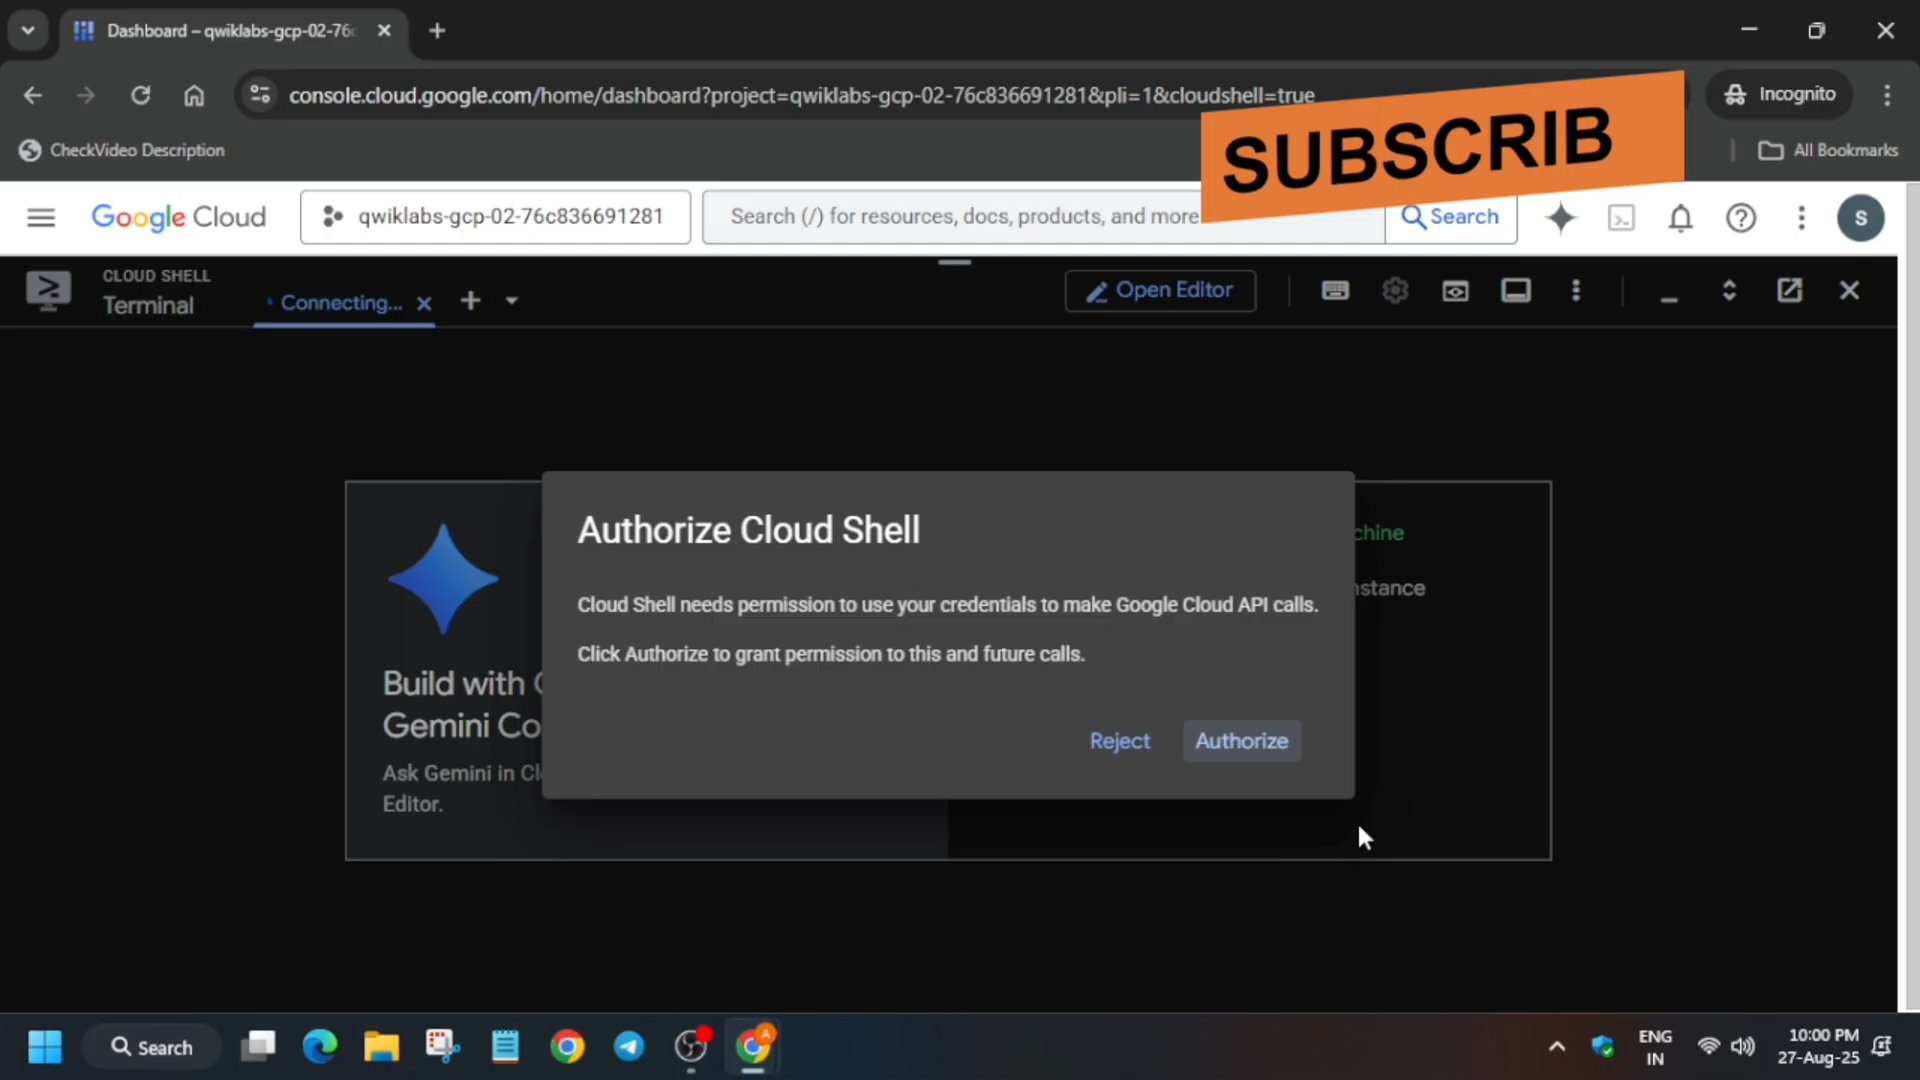 Dashboard – qwiklabs-gcp-02-76c
console.cloud.google.com/home/dashboard?project=qwiklabs-gcp-02-76c836691281&pli=1&cloudshell=true
Incognito
SUBSCRIB
CheckVideo Description
All Bookmarks
Google Cloud
qwiklabs-gcp-02-76c836691281
Search (/) for resources, docs, products, and more
Search
S
CLOUD SHELL
Terminal
Connecting...
Open Editor
Authorize Cloud Shell
Cloud Shell needs permission to use your credentials to make Google Cloud API calls.
Click Authorize to grant permission to this and future calls.
Reject
Authorize
chine
nstance
Build with
Gemini Co
Ask Gemini in Cl
Editor.
Search
A
ENG
IN
10:00 PM
27-Aug-25